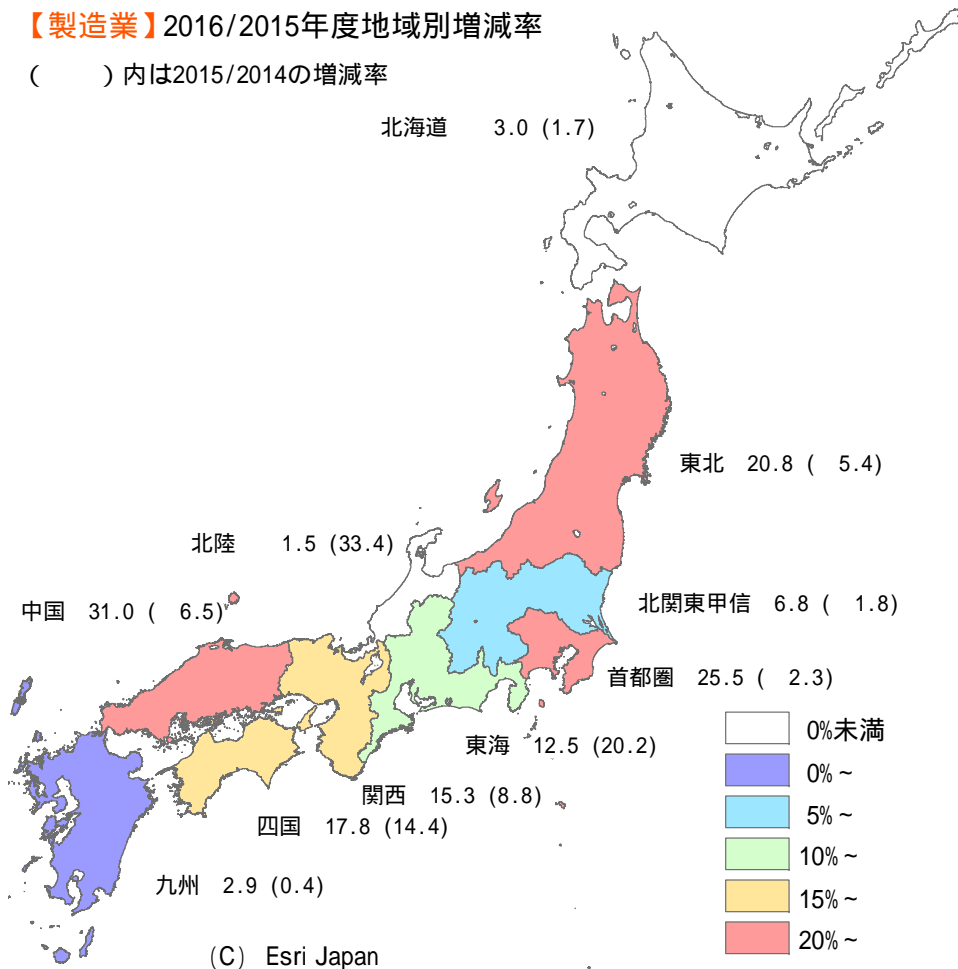 【製造業】2016/2015年度地域別増減率
(　　)内は2015/2014の増減率
北海道　3.0 (1.7)
東北　20.8 (　5.4)
北陸　1.5 (33.4)
中国　31.0 (　6.5)
北関東甲信　6.8 (　1.8)
首都圏　25.5 (　2.3)
東海　12.5 (20.2)
関西　15.3 (8.8)
四国　17.8 (14.4)
九州　2.9 (0.4)
0%未満
0%~
5%~
10%~
15%~
20%~
(C) Esri Japan